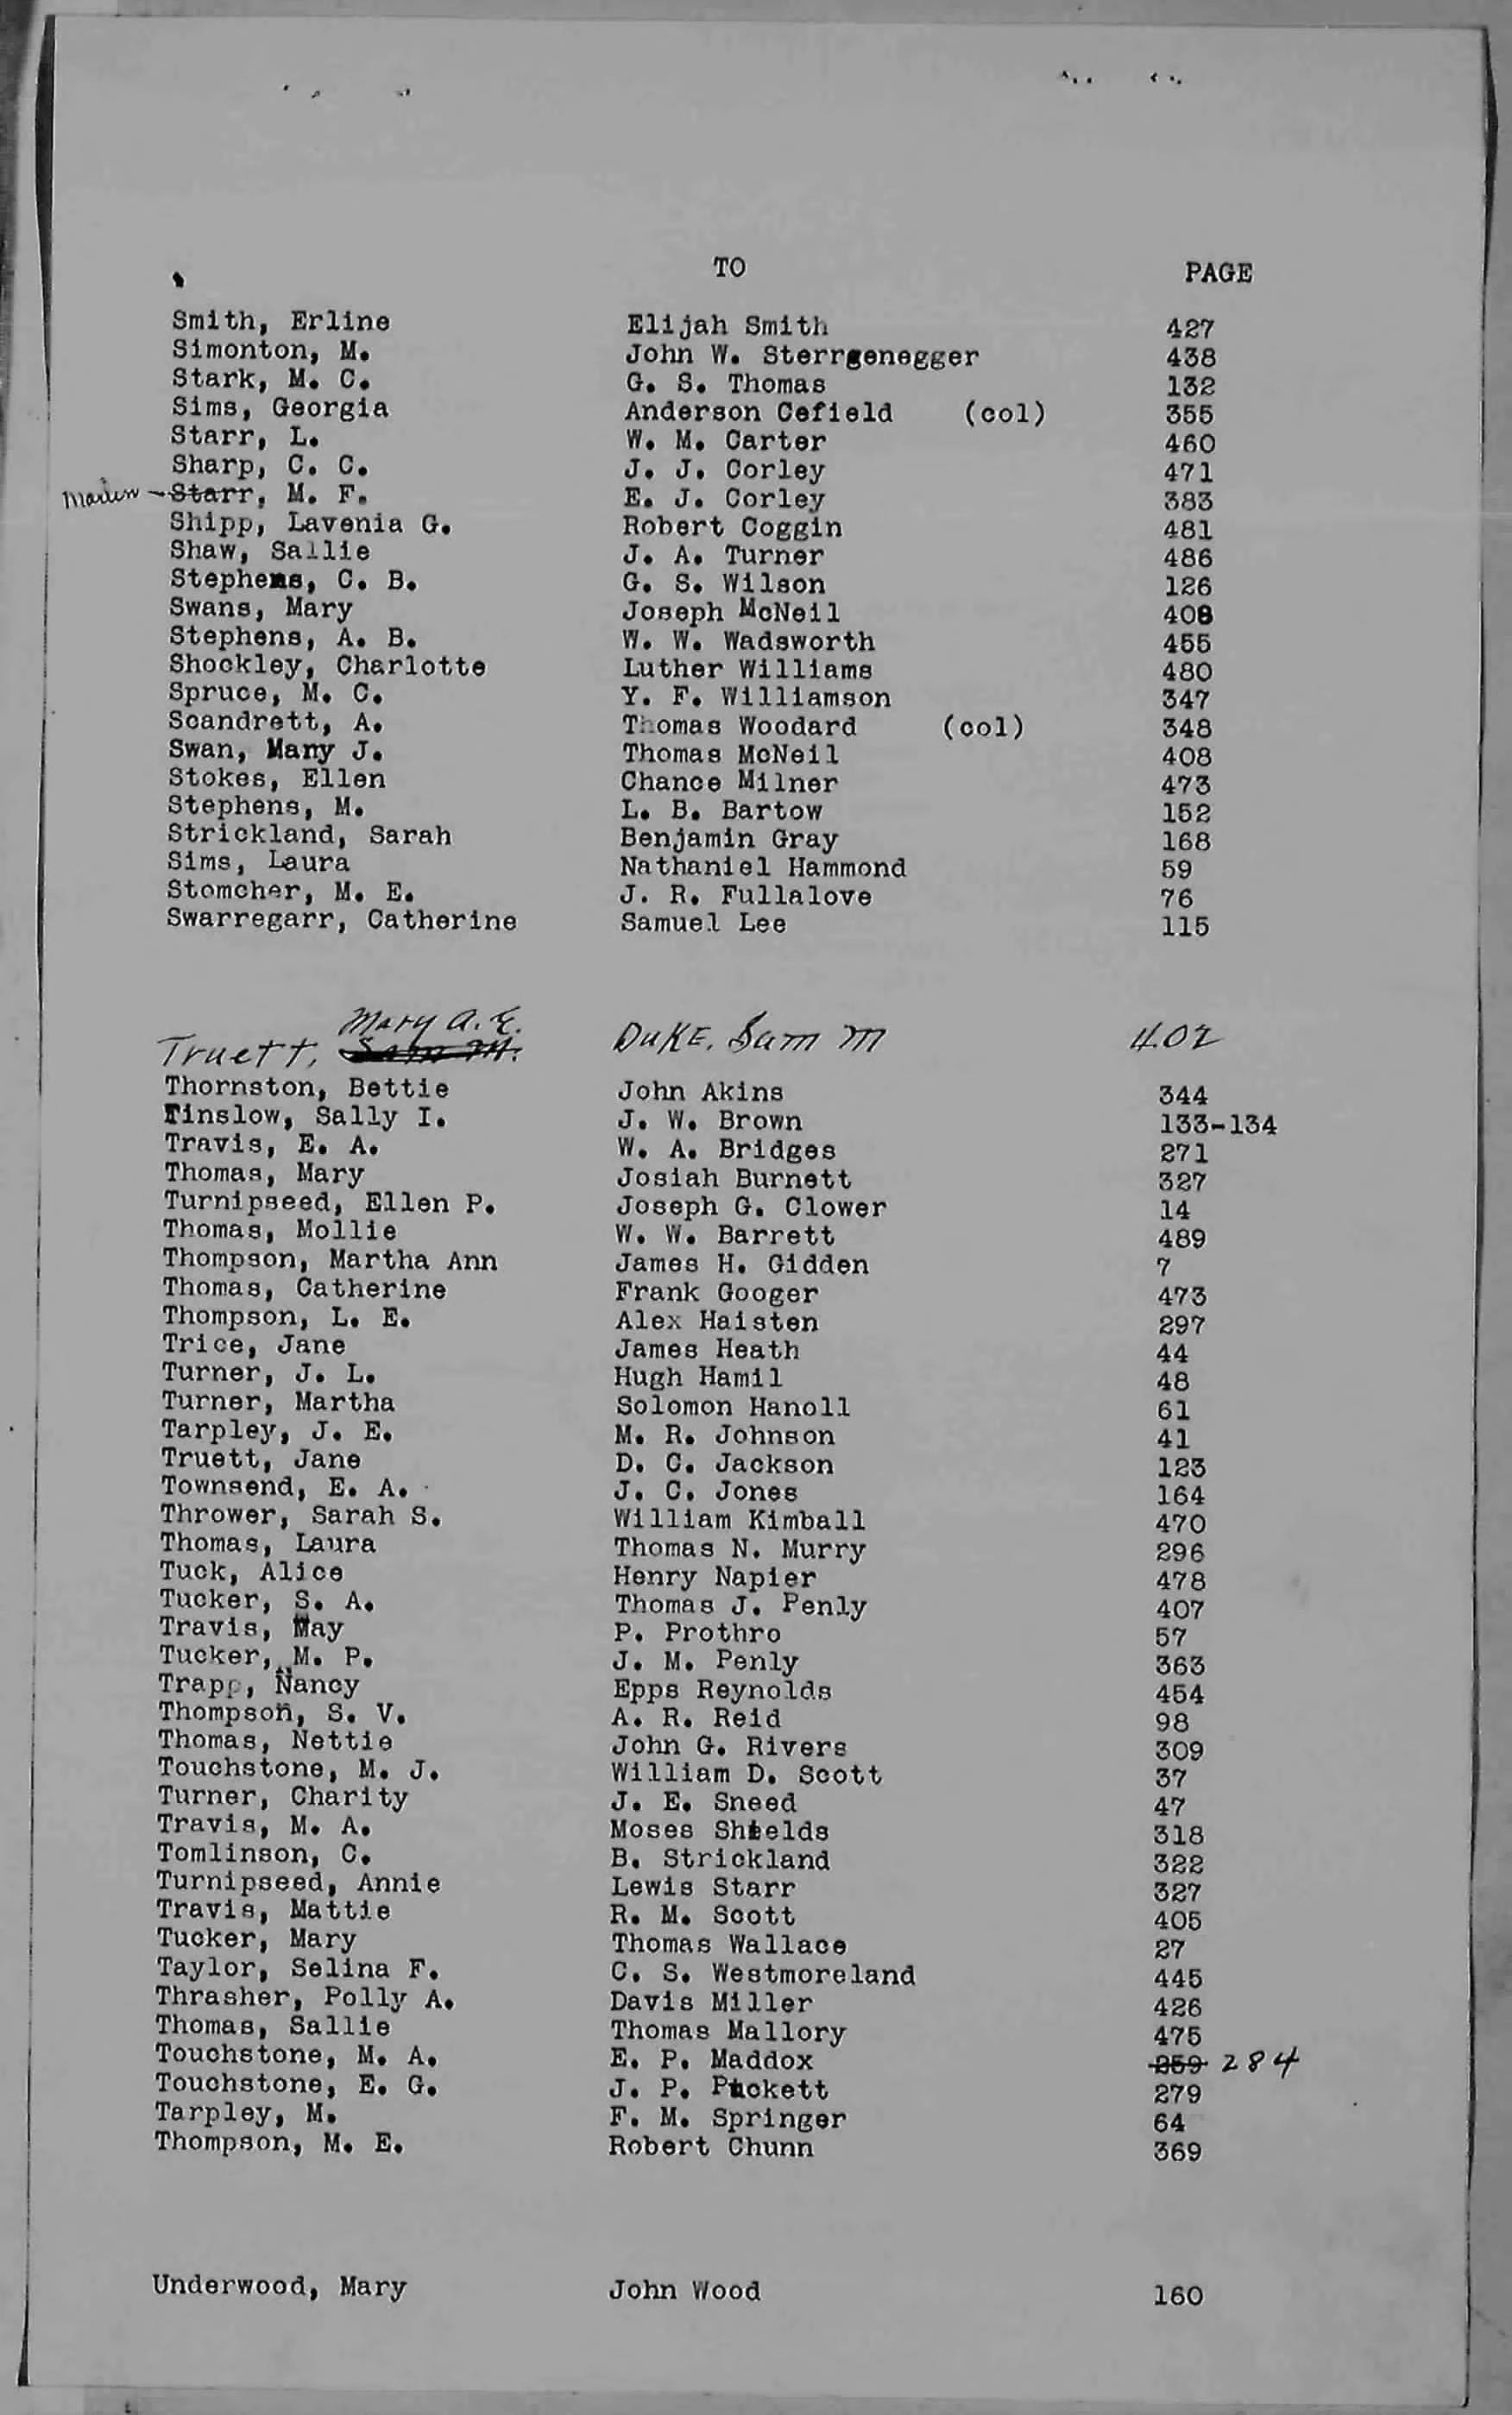 TO PAGE
Smith, Erline Elijah Smith 427
Simonton, M. John W. Sterrgenegger 438
Stark, M. C. G. S. Thomas 132
Sims, Georgia Anderson Cefield (col) 355
Starr, L. W. M. Carter 460
Sharp, C. C. J. J. Corley 471
Starr, M. F. E. J. Corley 383
Shipp, Lavenia G. Robert Coggin 481
Shaw, Sallie J. A. Turner 486
Stephens, C. B. G. S. Wilson 126
Swans, Mary Joseph McNeil 408
Stephens, A. B. W. W. Wadsworth 455
Shockley, Charlotte Luther Williams 480
Spruce, M. C. Y. F. Williamson 347
Scandrett, A. Thomas Woodard (col) 348
Swan, Mary J. Thomas McNeil 408
Stokes, Ellen Chance Milner 473
Stephens, M. L. B. Bartow 152
Strickland, Sarah Benjamin Gray 168
Sims, Laura Nathaniel Hammond 59
Stomcher, M. E. J. R. Fullalove 76
Swarregarr, Catherine Samuel Lee 115
Mary A. E.
Truett, Sam M. DUKE, Sam M 402
Thornston, Bettie John Akins 344
Tinslow, Sally I. J. W. Brown 133-134
Travis, E. A. W. A. Bridges 271
Thomas, Mary Josiah Burnett 327
Turnipseed, Ellen P. Joseph G. Clower 14
Thomas, Mollie W. W. Barrett 489
Thompson, Martha Ann James H. Gidden 7
Thomas, Catherine Frank Googer 473
Thompson, L. E. Alex Haisten 297
Trice, Jane James Heath 44
Turner, J. L. Hugh Hamil 48
Turner, Martha Solomon Hanoll 61
Tarpley, J. E. M. R. Johnson 41
Truett, Jane D. C. Jackson 123
Townsend, E. A. J. C. Jones 164
Thrower, Sarah S. William Kimball 470
Thomas, Laura Thomas N. Murry 296
Tuck, Alice Henry Napier 478
Tucker, S. A. Thomas J. Penly 407
Travis, May P. Prothro 57
Tucker, M. P. J. M. Penly 363
Trapp, Nancy Epps Reynolds 454
Thompson, S. V. A. R. Reid 98
Thomas, Nettie John G. Rivers 309
Touchstone, M. J. William D. Scott 37
Turner, Charity J. E. Sneed 47
Travis, M. A. Moses Shields 318
Tomlinson, C. B. Strickland 322
Turnipseed, Annie Lewis Starr 327
Travis, Mattie R. M. Scott 405
Tucker, Mary Thomas Wallace 27
Taylor, Selina F. C. S. Westmoreland 445
Thrasher, Polly A. Davis Miller 426
Thomas, Sallie Thomas Mallory 475
Touchstone, M. A. E. P. Maddox 259 284
Touchstone, E. G. J. P. Puckett 279
Tarpley, M. F. M. Springer 64
Thompson, M. E. Robert Chunn 369
Underwood, Mary John Wood 160